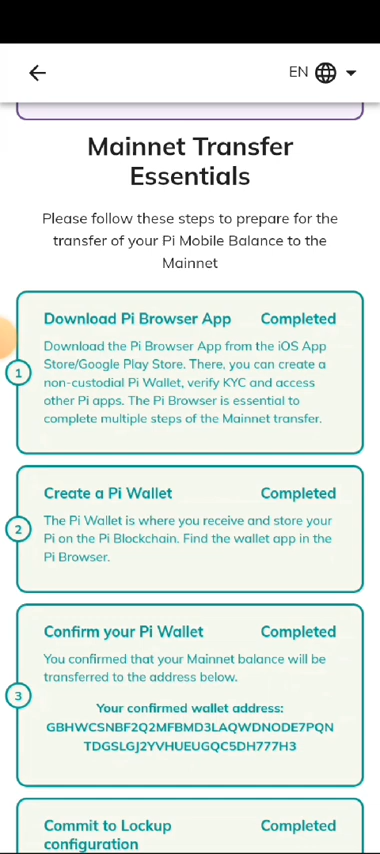 EN
Mainnet Transfer
Essentials
Please follow these steps to prepare for the
transfer of your Pi Mobile Balance to the
Mainnet
Download Pi Browser App Completed
1
Download the Pi Browser App from the iOS App
Store/Google Play Store. There, you can create a
non-custodial Pi Wallet, verify KYC and access
other Pi apps. The Pi Browser is essential to
complete multiple steps of the Mainnet transfer.
Create a Pi Wallet Completed
2
The Pi Wallet is where you receive and store your
Pi on the Pi Blockchain. Find the wallet app in the
Pi Browser.
Confirm your Pi Wallet Completed
You confirmed that your Mainnet balance will be
transferred to the address below.
3
Your confirmed wallet address:
GBHWCSNBF2Q2MFBMD3LAQWDNODE7PQN
TDGSLGJ2YVHUEUGQC5DH777H3
Commit to Lockup Completed
configuration